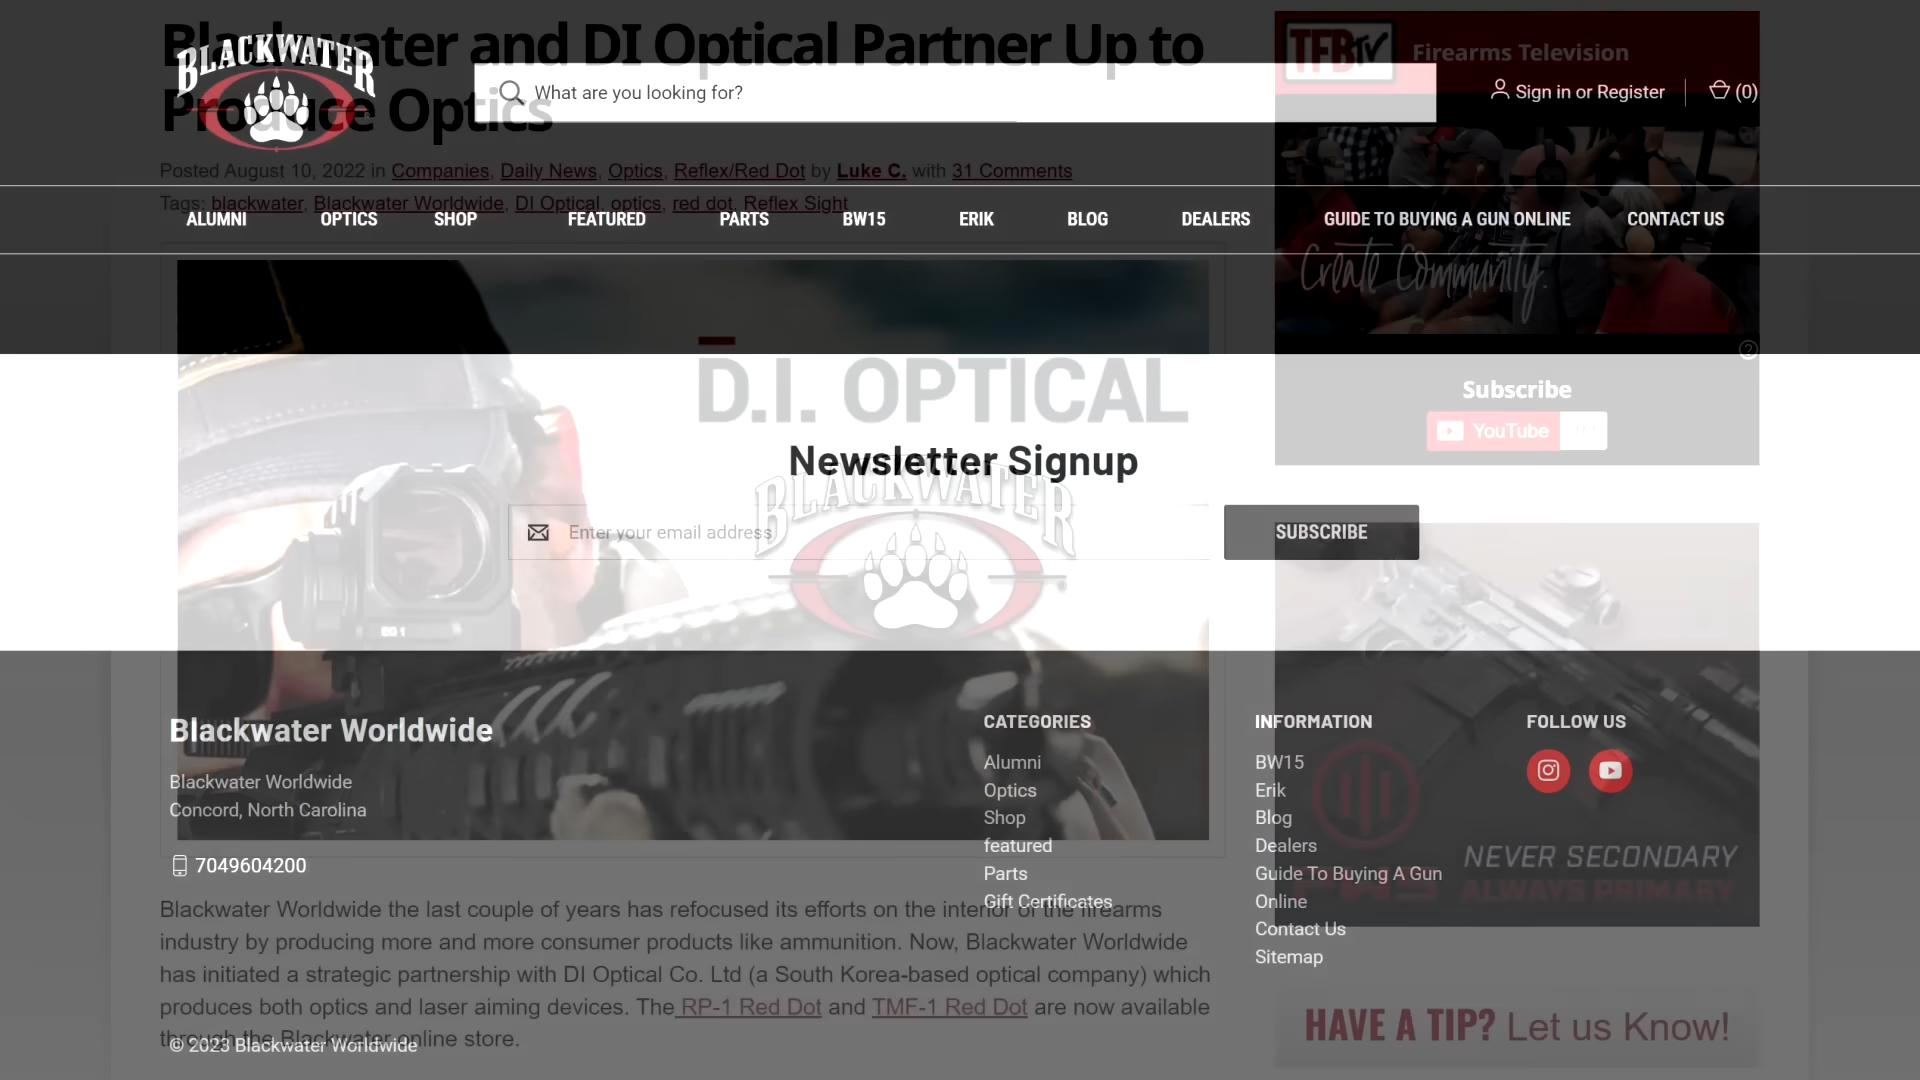 Blackwater and DI Optical Partner Up to
Produce Optics
BLACKWATER
What are you looking for?
Sign in or Register
(0)
TFBTV
Firearms Television
Posted August 10, 2022 in Companies, Daily News, Optics, Reflex/Red Dot by Luke C. with 31 Comments
Tags: blackwater, Blackwater Worldwide, DI Optical, optics, red dot, Reflex Sight
ALUMNI
OPTICS
SHOP
FEATURED
PARTS
BW15
ERIK
BLOG
DEALERS
GUIDE TO BUYING A GUN ONLINE
CONTACT US
Create Community.
D.I. OPTICAL
Subscribe
YouTube
Newsletter Signup
BLACKWATER
Enter your email address
SUBSCRIBE
EG1
Blackwater Worldwide
Blackwater Worldwide
Concord, North Carolina
7049604200
CATEGORIES
Alumni
Optics
Shop
featured
Parts
Gift Certificates
INFORMATION
BW15
Erik
Blog
Dealers
Guide To Buying A Gun
Online
Contact Us
Sitemap
FOLLOW US
NEVER SECONDARY
ALWAYS PRIMARY
Blackwater Worldwide the last couple of years has refocused its efforts on the interior of the firearms
industry by producing more and more consumer products like ammunition. Now, Blackwater Worldwide
has initiated a strategic partnership with DI Optical Co. Ltd (a South Korea-based optical company) which
produces both optics and laser aiming devices. The RP-1 Red Dot and TMF-1 Red Dot are now available
through the Blackwater online store.
© 2023 Blackwater Worldwide
HAVE A TIP? Let us Know!